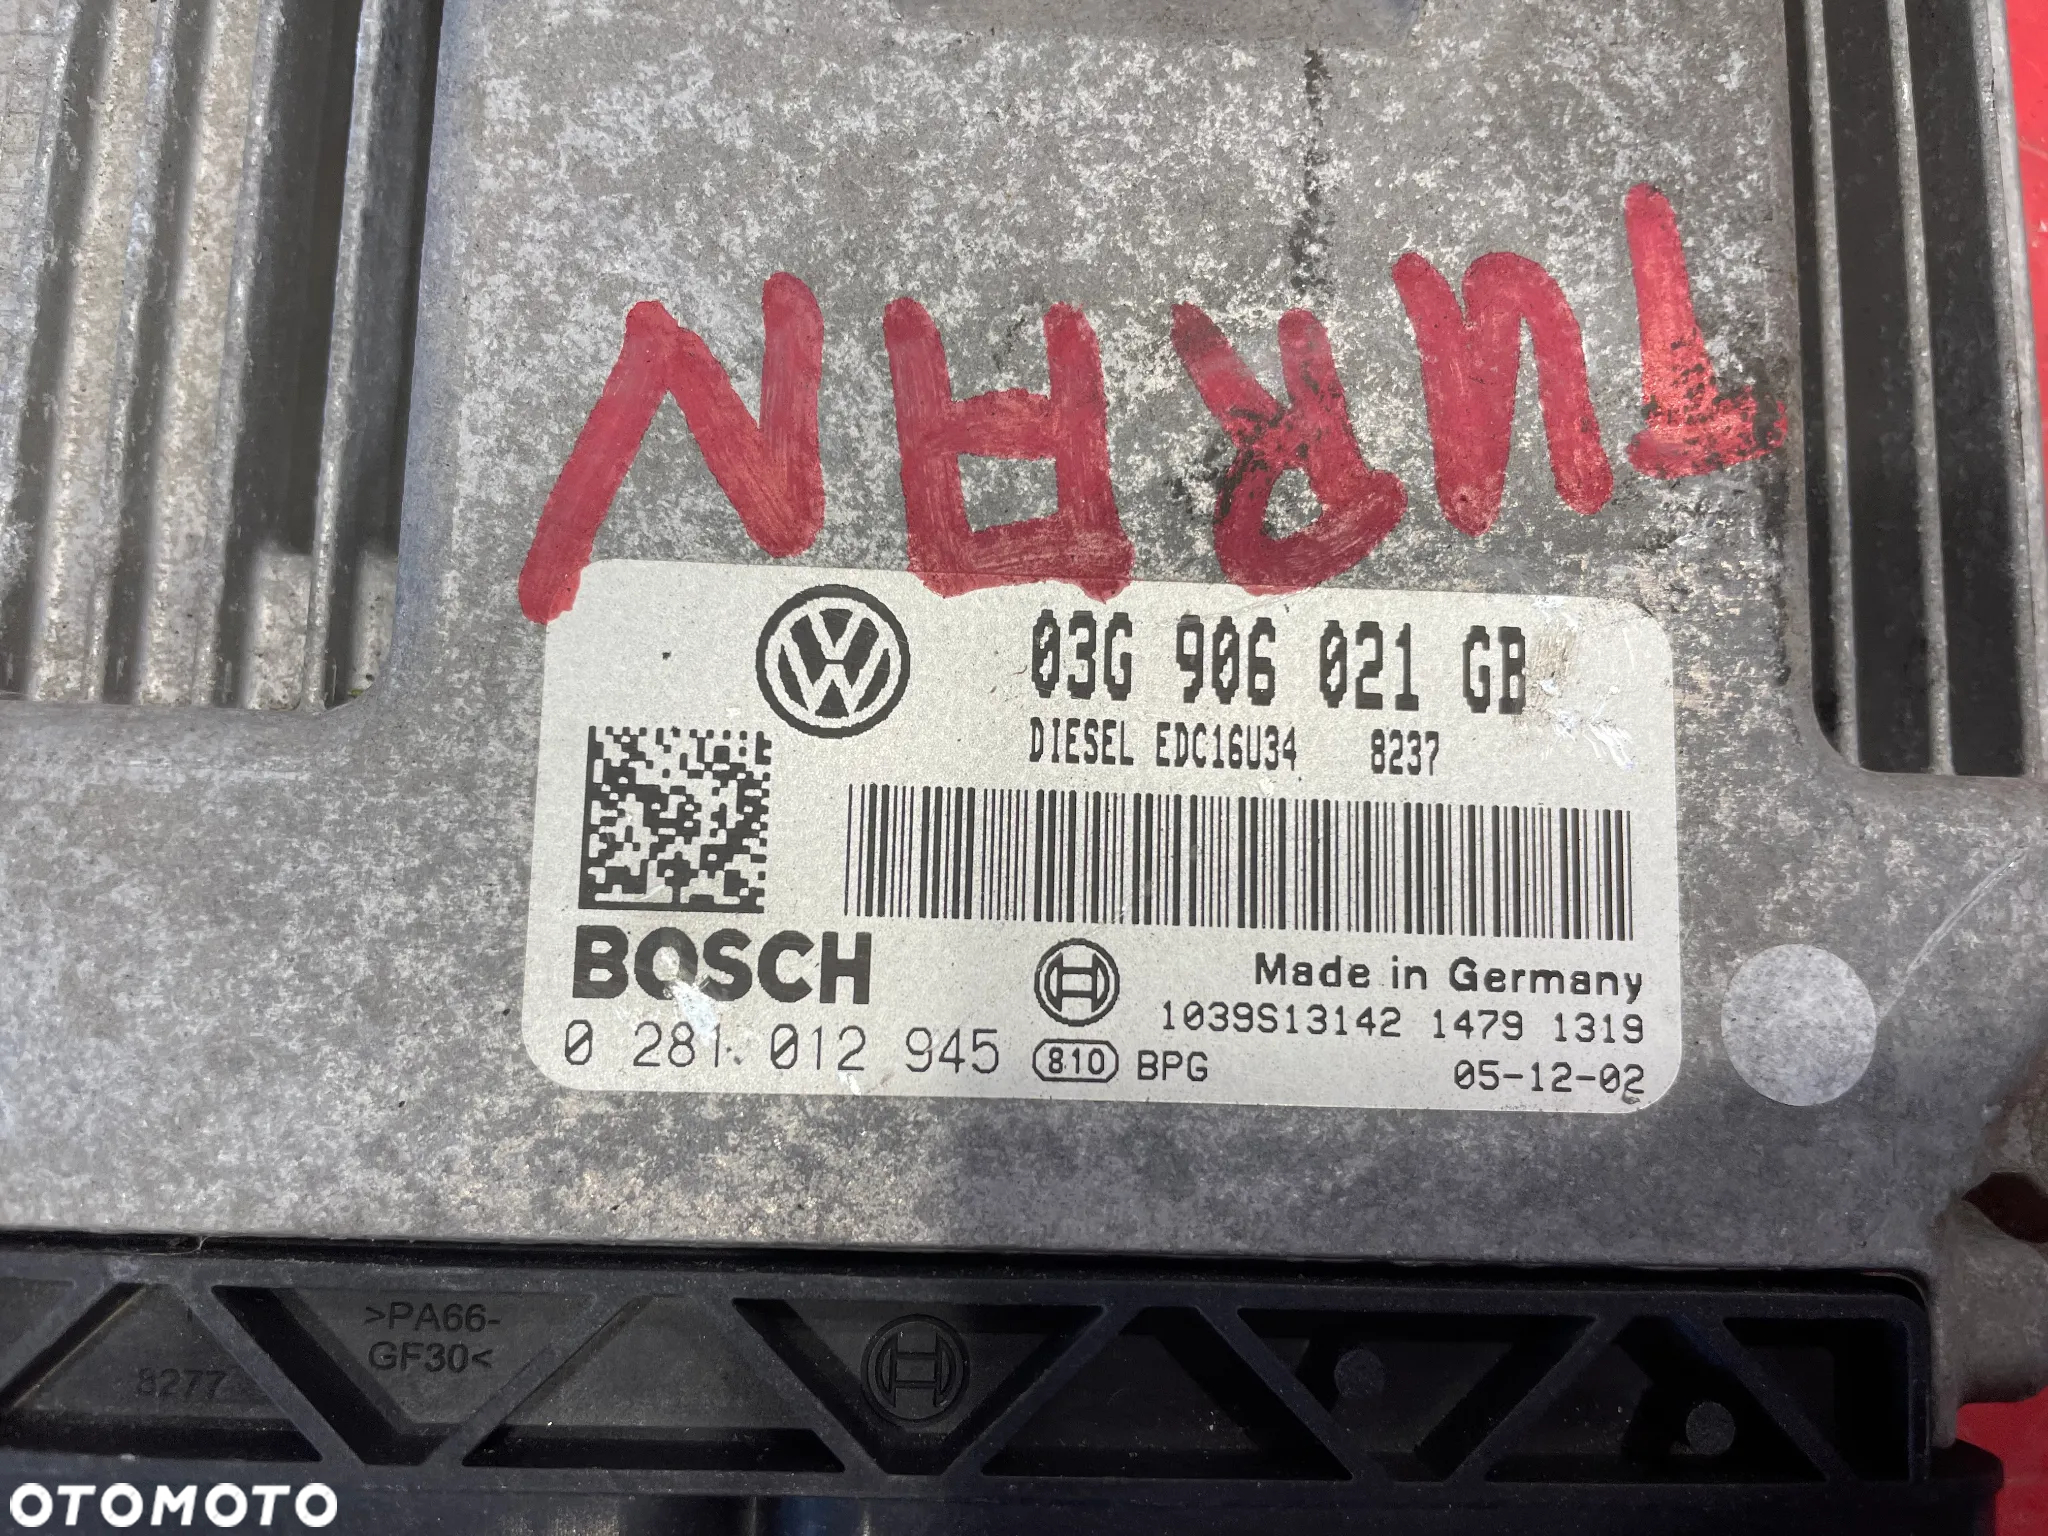 TURAN
03G 906 021 GB
DIESEL EDC16U34 8237
BOSCH
Made in Germany
1039S13142 1479 1319
0 281 012 945 810 BPG 05-12-02
>PA66-
GF30<
8277
OTOMOTO